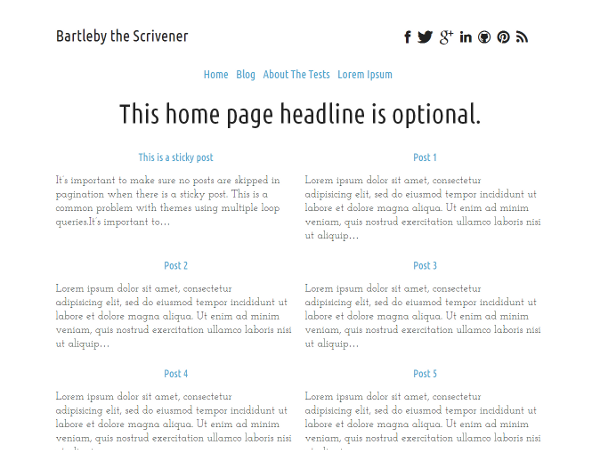 Bartleby the Scrivener
Home Blog About The Tests Lorem Ipsum
This home page headline is optional.
This is a sticky post
It's important to make sure no posts are skipped in
pagination when there is a sticky post. This is a
common problem with themes using multiple loop
queries.It's important to…
Post 1
Lorem ipsum dolor sit amet, consectetur
adipisicing elit, sed do eiusmod tempor incididunt ut
labore et dolore magna aliqua. Ut enim ad minim
veniam, quis nostrud exercitation ullamco laboris nisi
ut aliquip…
Post 2
Lorem ipsum dolor sit amet, consectetur
adipisicing elit, sed do eiusmod tempor incididunt ut
labore et dolore magna aliqua. Ut enim ad minim
veniam, quis nostrud exercitation ullamco laboris nisi
ut aliquip…
Post 3
Lorem ipsum dolor sit amet, consectetur
adipisicing elit, sed do eiusmod tempor incididunt ut
labore et dolore magna aliqua. Ut enim ad minim
veniam, quis nostrud exercitation ullamco laboris nisi
ut aliquip…
Post 4
Lorem ipsum dolor sit amet, consectetur
adipisicing elit, sed do eiusmod tempor incididunt ut
labore et dolore magna aliqua. Ut enim ad minim
veniam, quis nostrud exercitation ullamco laboris nisi
Post 5
Lorem ipsum dolor sit amet, consectetur
adipisicing elit, sed do eiusmod tempor incididunt ut
labore et dolore magna aliqua. Ut enim ad minim
veniam, quis nostrud exercitation ullamco laboris nisi